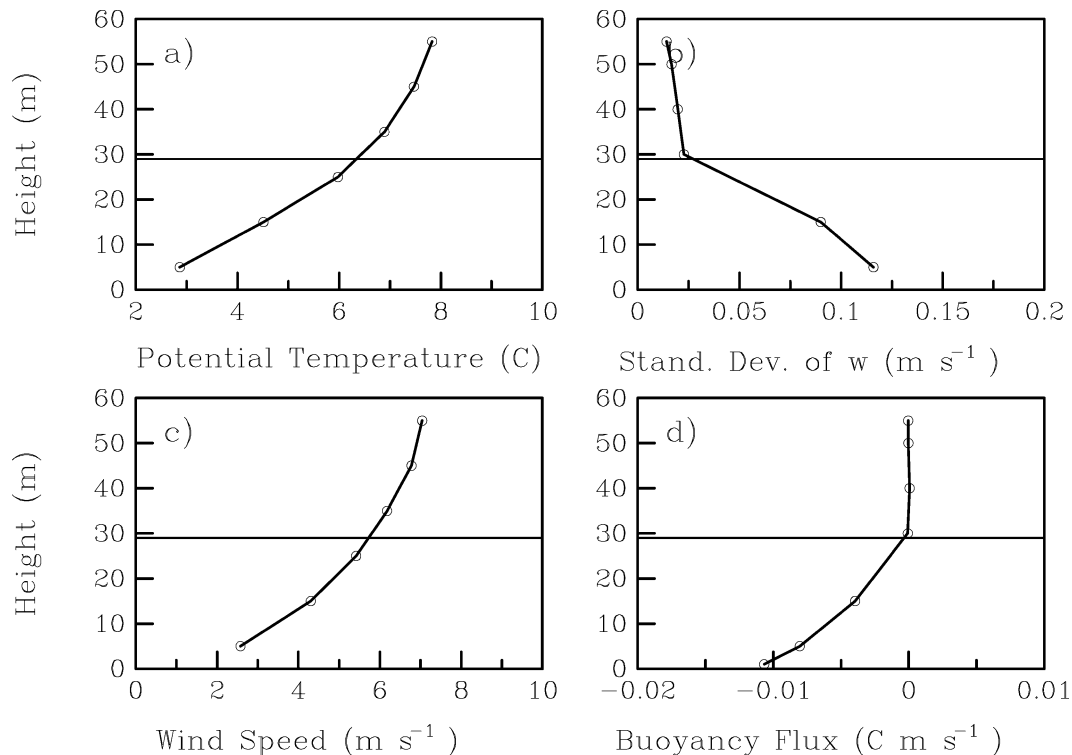 a)
60
50
40
30
20
10
0
Height (m)
2 4 6 8 10
Potential Temperature (C)
b)
60
50
40
30
20
10
0
0 0.05 0.1 0.15 0.2
Stand. Dev. of w (m s⁻¹ )
c)
60
50
40
30
20
10
0
Height (m)
0 2 4 6 8 10
Wind Speed (m s⁻¹ )
d)
60
50
40
30
20
10
0
−0.02 −0.01 0 0.01
Buoyancy Flux (C m s⁻¹ )